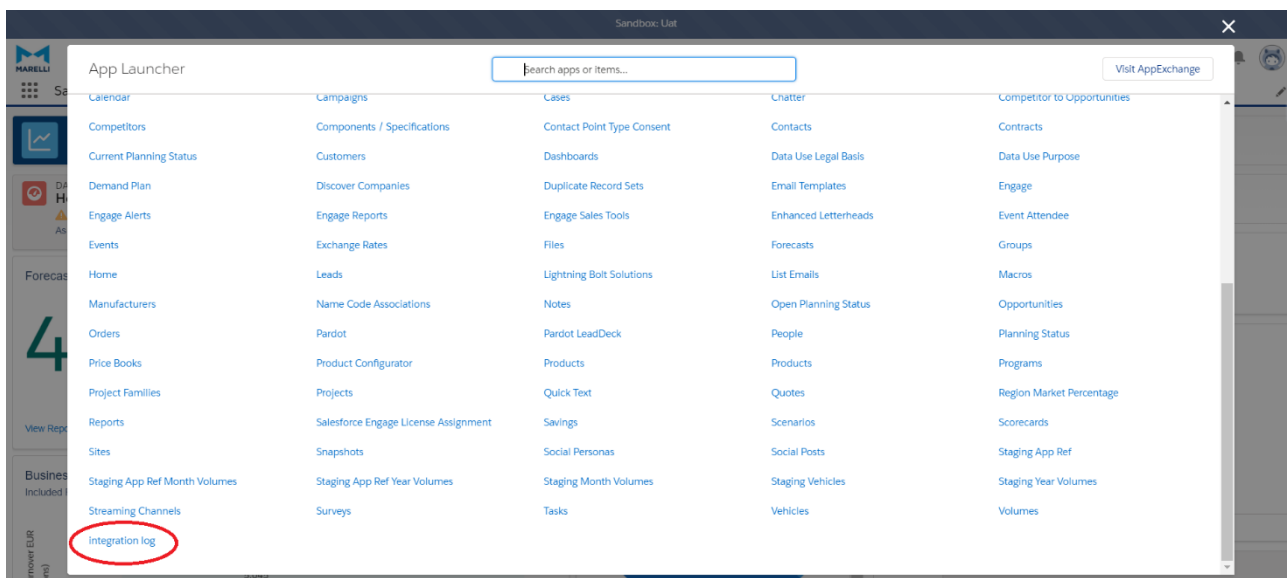 Sandbox: Uat
MARELLI
App Launcher Search apps or items... Visit AppExchange
Calendar Campaigns Cases Chatter Competitor to Opportunities
Competitors Components / Specifications Contact Point Type Consent Contacts Contracts
Current Planning Status Customers Dashboards Data Use Legal Basis Data Use Purpose
Demand Plan Discover Companies Duplicate Record Sets Email Templates Engage
Engage Alerts Engage Reports Engage Sales Tools Enhanced Letterheads Event Attendee
As
Events Exchange Rates Files Forecasts Groups
Forecas Home Leads Lightning Bolt Solutions List Emails Macros
Manufacturers Name Code Associations Notes Open Planning Status Opportunities
4
Orders Pardot Pardot LeadDeck People Planning Status
Price Books Product Configurator Products Products Programs
Project Families Projects Quick Text Quotes Region Market Percentage
View Repo Reports Salesforce Engage License Assignment Savings Scenarios Scorecards
Sites Snapshots Social Personas Social Posts Staging App Ref
Busines
Included
Staging App Ref Month Volumes Staging App Ref Year Volumes Staging Month Volumes Staging Vehicles Staging Year Volumes
Streaming Channels Surveys Tasks Vehicles Volumes
integration log